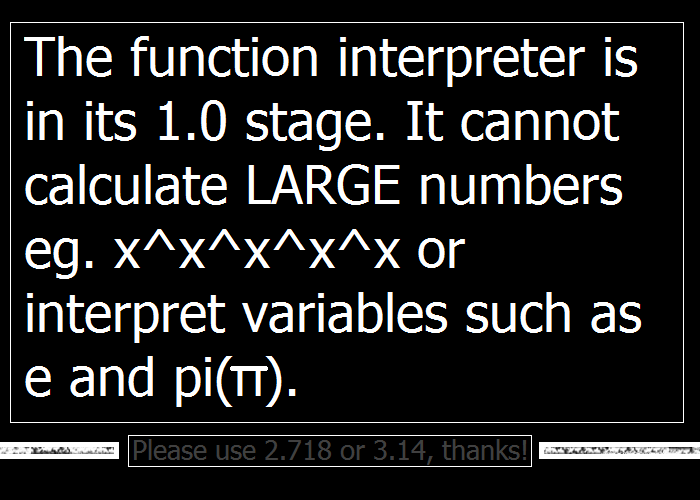 The function interpreter is
in its 1.0 stage. It cannot
calculate LARGE numbers
eg. x^x^x^x^x or
interpret variables such as
e and pi(π).
Please use 2.718 or 3.14, thanks!